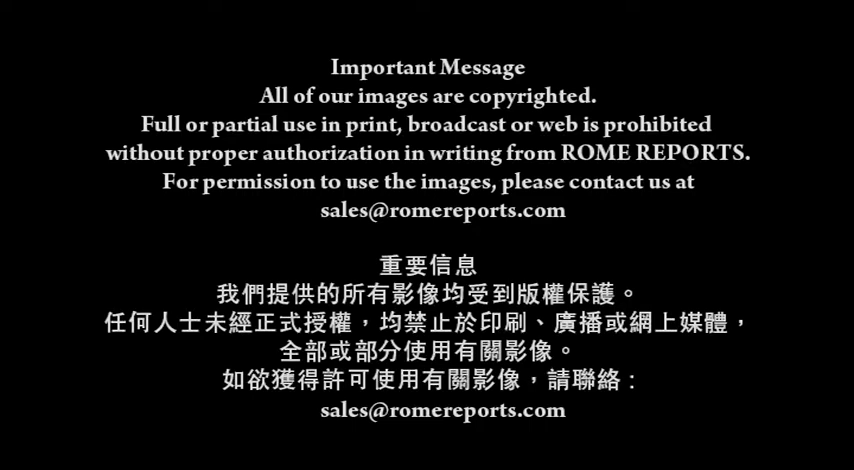 Important Message
All of our images are copyrighted.
Full or partial use in print, broadcast or web is prohibited
without proper authorization in writing from ROME REPORTS.
For permission to use the images, please contact us at
sales@romereports.com
重要信息
我們提供的所有影像均受到版權保護。
任何人士未經正式授權，均禁止於印刷、廣播或網上媒體，
全部或部分使用有關影像。
如欲獲得許可使用有關影像，請聯絡：
sales@romereports.com